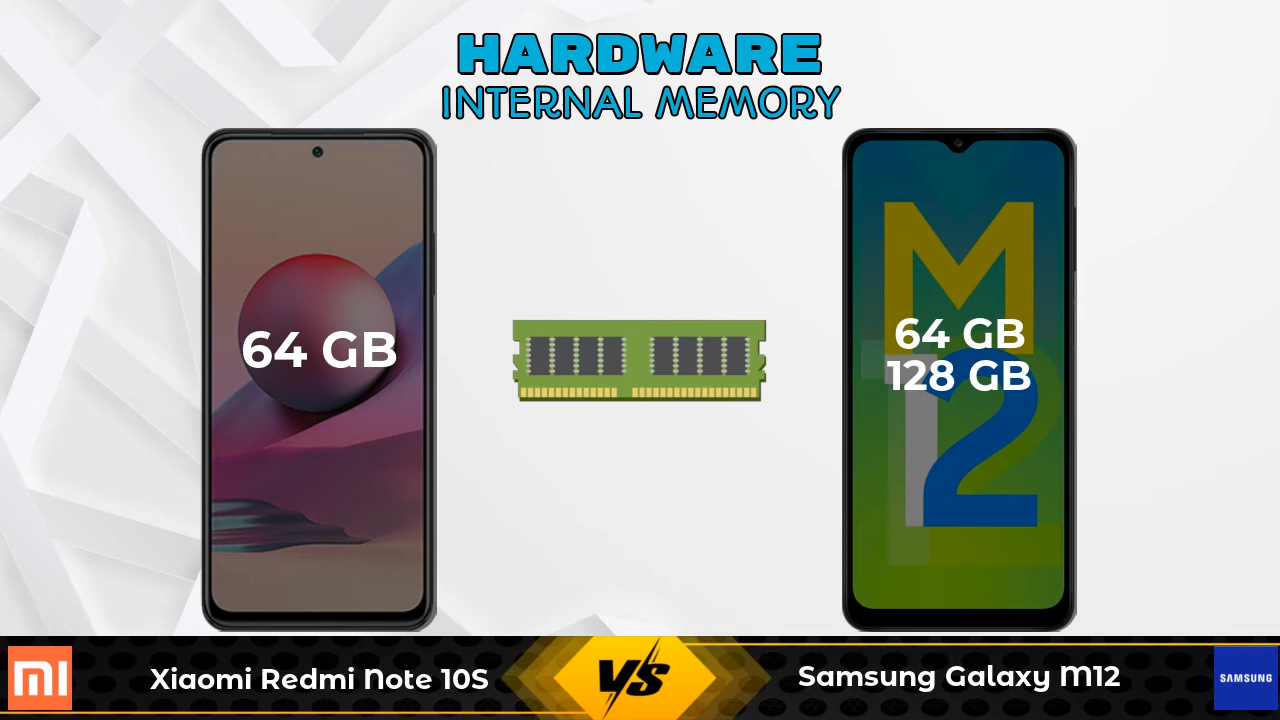 HARDWARE
INTERNAL MEMORY
64 GB
M
12
64 GB
128 GB
MI
Xiaomi Redmi Note 10S
VS
Samsung Galaxy M12
SAMSUNG